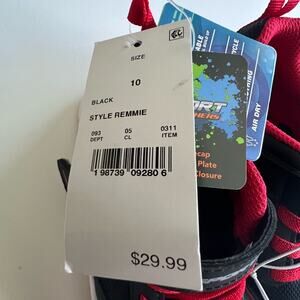 SIZE
10
BLACK
STYLE REMMIE
093 05 0311
DEPT CL ITEM
1 98739 09280 6
$29.99
AIR DRY
Plate
Closure